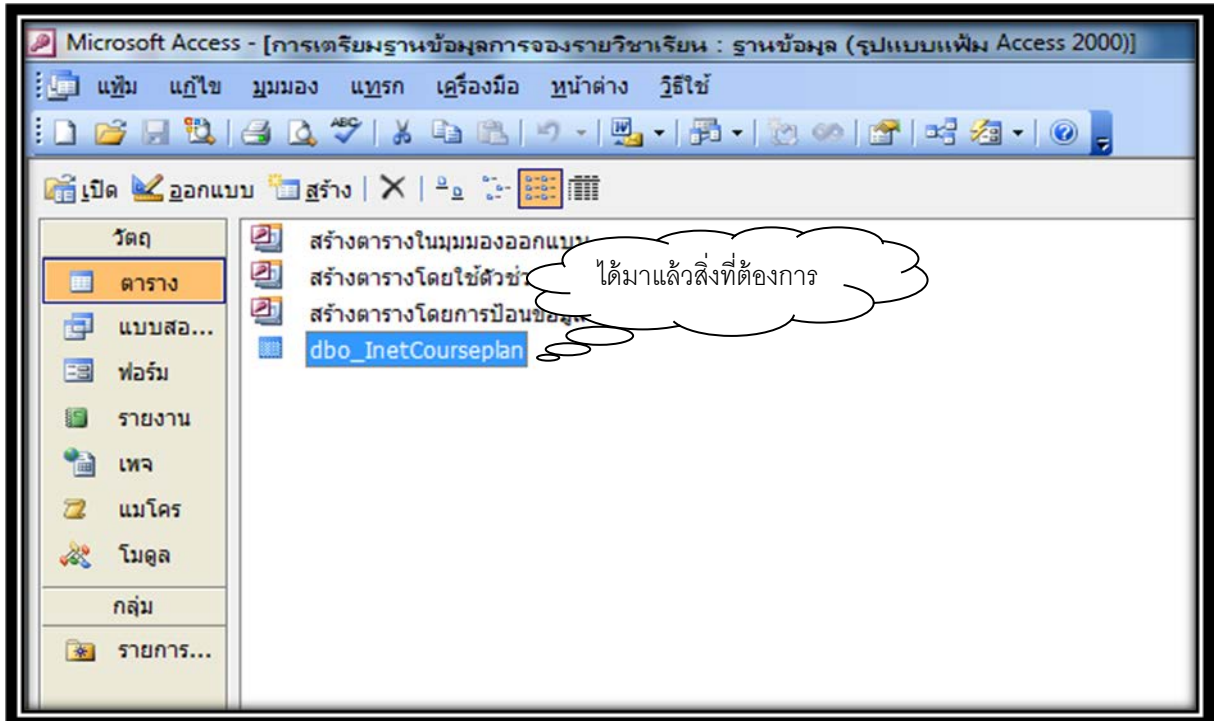 Microsoft Access - [การเตรียมฐานข้อมูลการจองรายวิชาเรียน : ฐานข้อมูล (รูปแบบแฟ้ม Access 2000)]
แฟ้ม แก้ไข มุมมอง แทรก เครื่องมือ หน้าต่าง วิธีใช้
เปิด ออกแบบ สร้าง
วัตถุ
ตาราง
แบบสอ...
ฟอร์ม
รายงาน
เพจ
แมโคร
โมดูล
กลุ่ม
รายการ...
สร้างตารางในมุมมองออกแบบ
สร้างตารางโดยใช้ตัวช่ว
สร้างตารางโดยการป้อนข้อมูล
dbo_InetCourseplan
ได้มาแล้วสิ่งที่ต้องการ